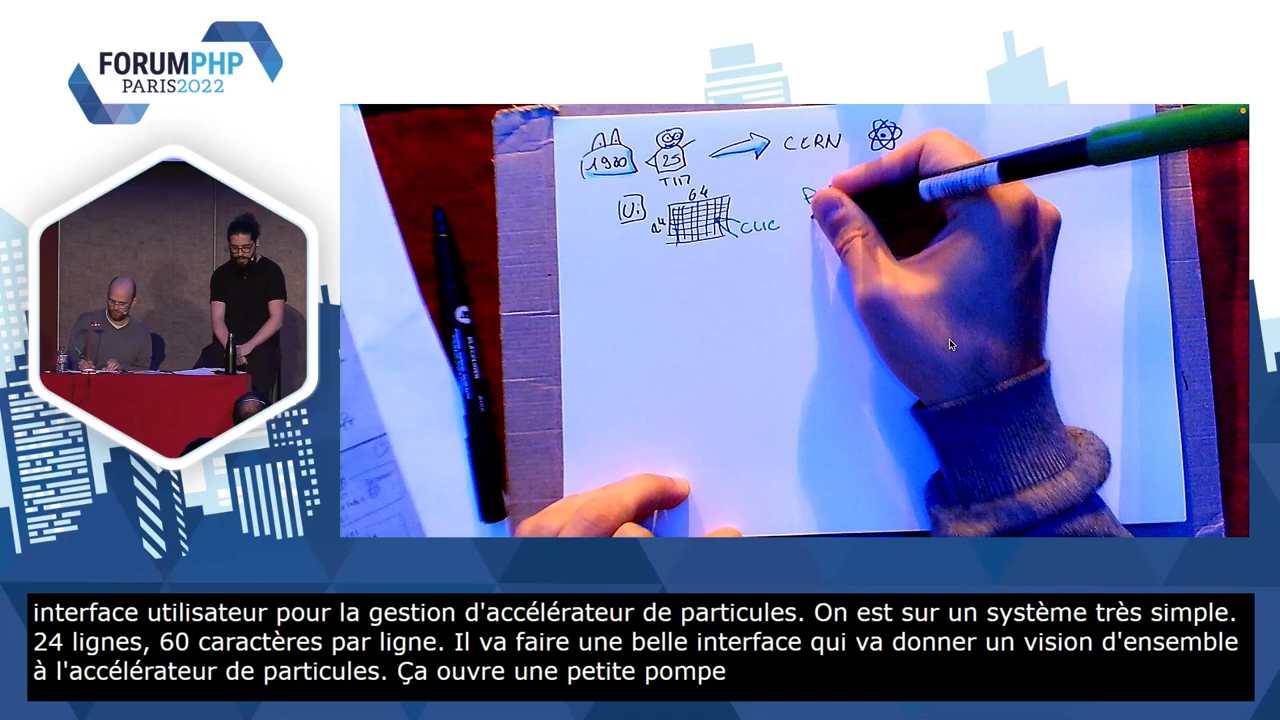 FORUMPHP
PARIS2022
1980
25
CERN
TIM
64
U.
24
CLIC
interface utilisateur pour la gestion d'accélérateur de particules. On est sur un système très simple.
24 lignes, 60 caractères par ligne. Il va faire une belle interface qui va donner un vision d'ensemble
à l'accélérateur de particules. Ça ouvre une petite pompe